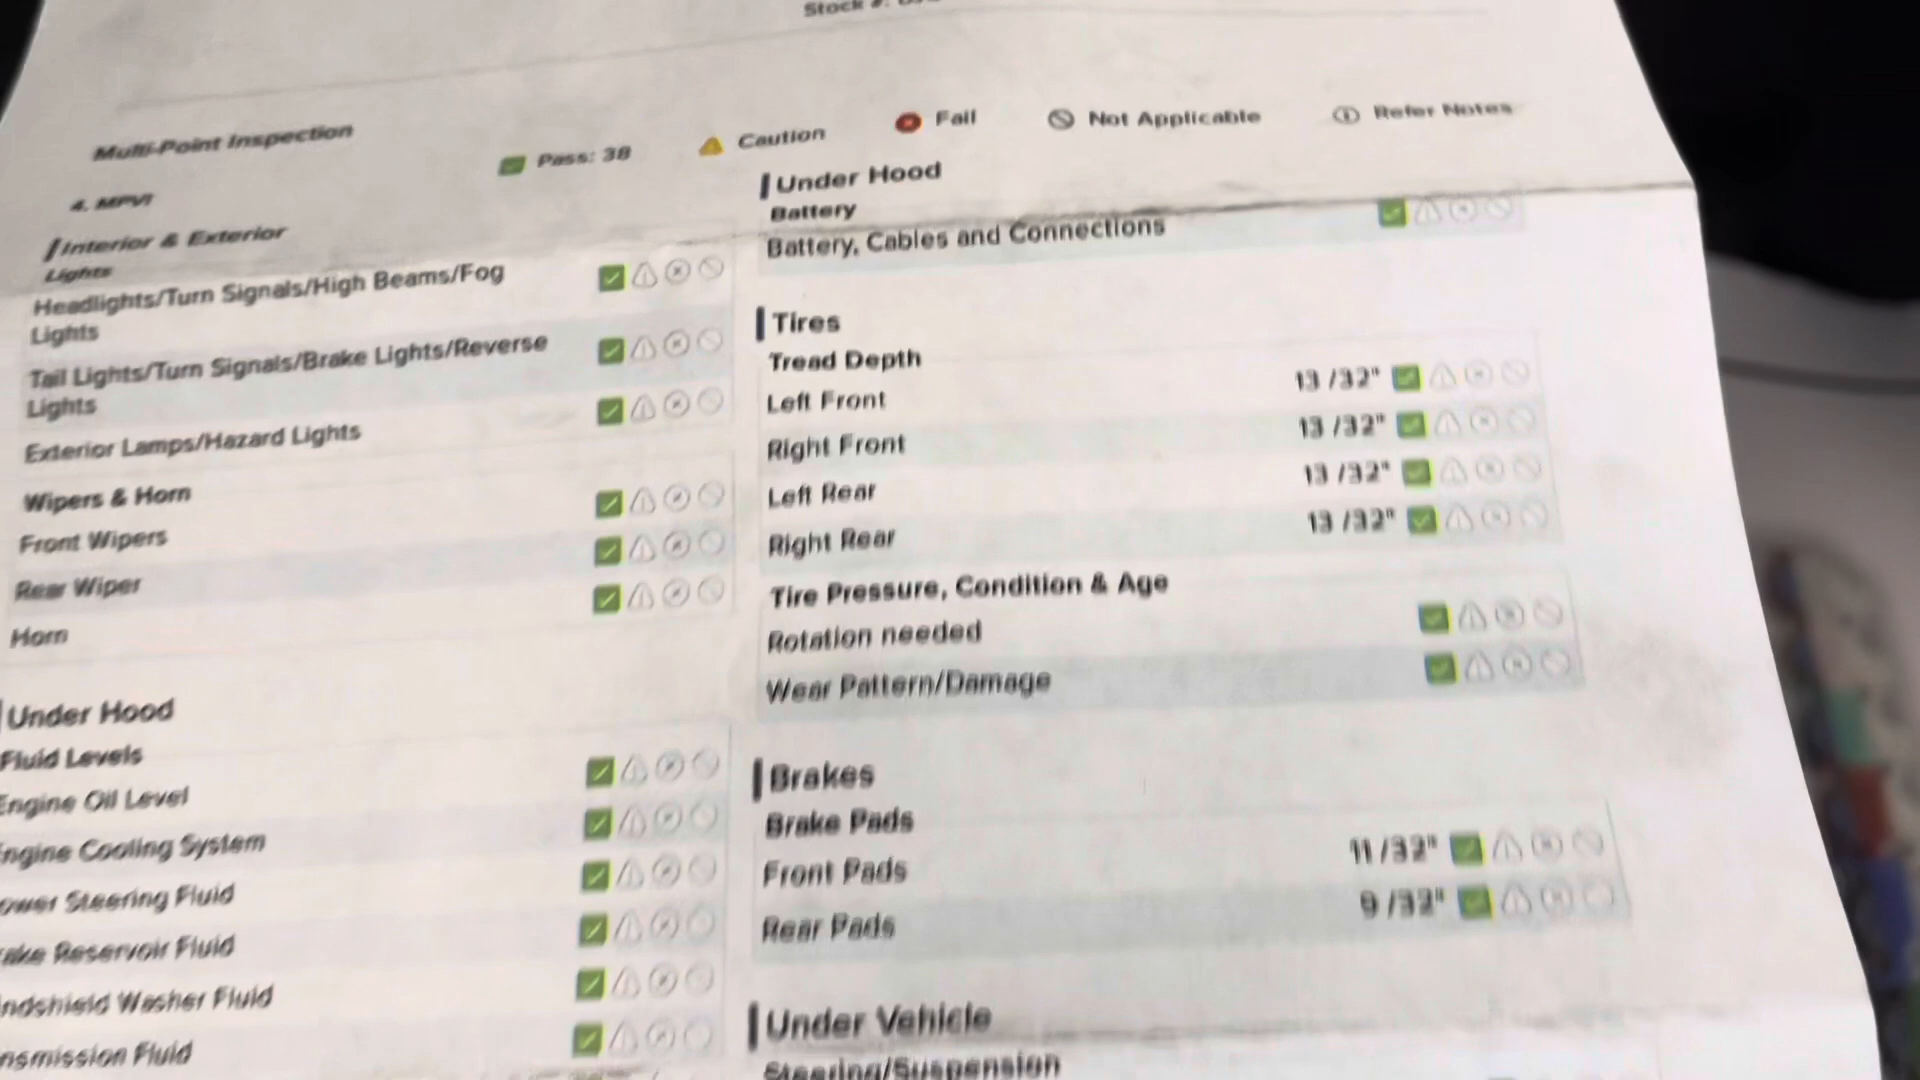 Stock #:
Multi-Point Inspection
Pass: 38
Caution
Fail
Not Applicable
Refer Notes
4. MPVI
Interior & Exterior
Lights
Headlights/Turn Signals/High Beams/Fog
Lights
Tail Lights/Turn Signals/Brake Lights/Reverse
Lights
Exterior Lamps/Hazard Lights
Wipers & Horn
Front Wipers
Rear Wiper
Horn
Under Hood
Fluid Levels
Engine Oil Level
ngine Cooling System
ower Steering Fluid
ake Reservoir Fluid
ndshield Washer Fluid
nsmission Fluid
Under Hood
Battery
Battery, Cables and Connections
Tires
Tread Depth
Left Front 13 /32"
Right Front 13 /32"
Left Rear 13 /32"
Right Rear 13 /32"
Tire Pressure, Condition & Age
Rotation needed
Wear Pattern/Damage
Brakes
Brake Pads
Front Pads 11 /32"
Rear Pads 9 /32"
Under Vehicle
Steering/Suspension